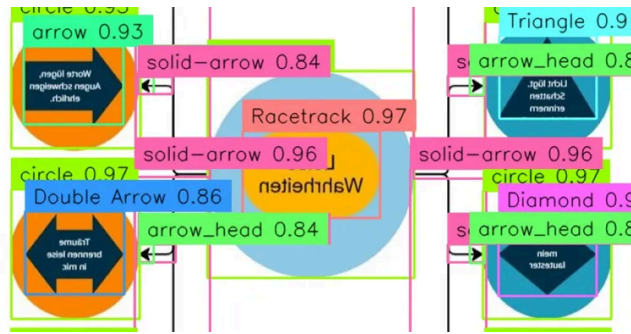 circle 0.95
arrow 0.93
Worte lügen,
Augen schweigen
ehrlich.
solid-arrow 0.84
Triangle 0.9
arrow_head 0.8
Licht lügt.
Schatten
erinnern
Racetrack 0.97
solid-arrow 0.96
Wahrheiten
solid-arrow 0.96
circle 0.97
Double Arrow 0.86
Träume
brennen leise
in mir.
arrow_head 0.84
circle 0.97
Diamond 0.9
arrow_head 0.8
mein
lautester